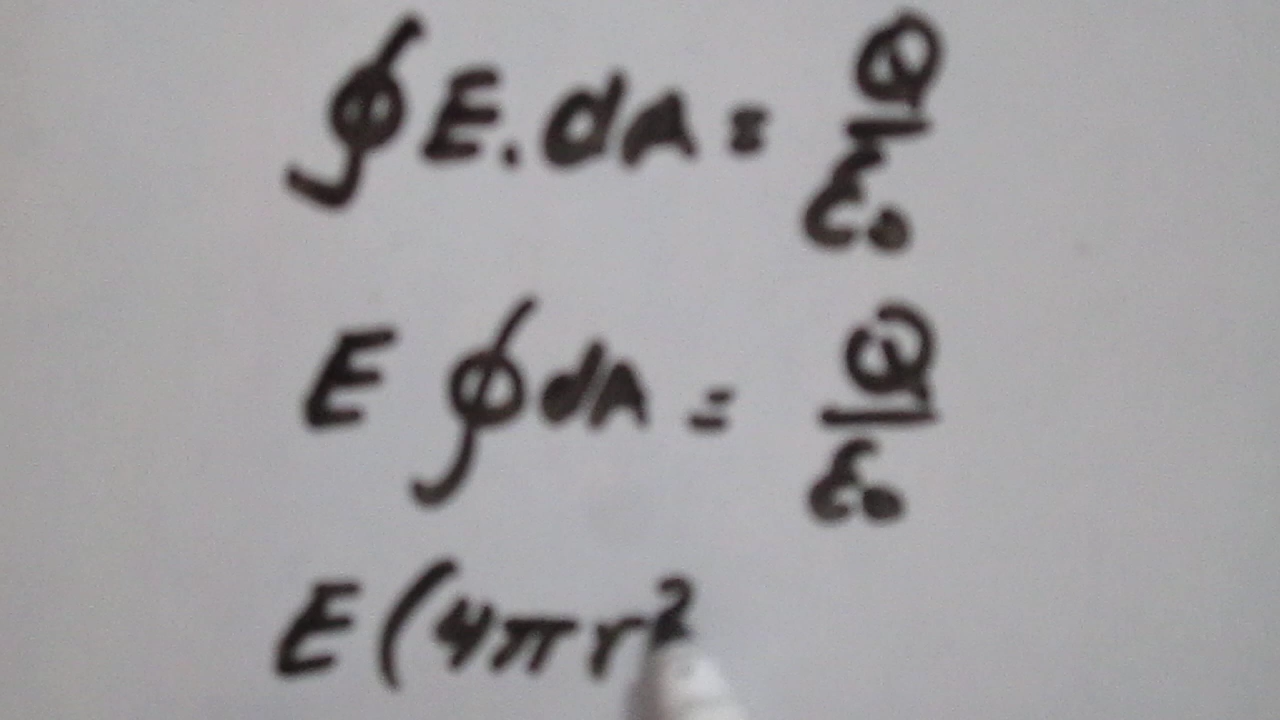 ∮E.dA = Q/ε₀
E ∮dA = Q/ε₀
E(4πr²